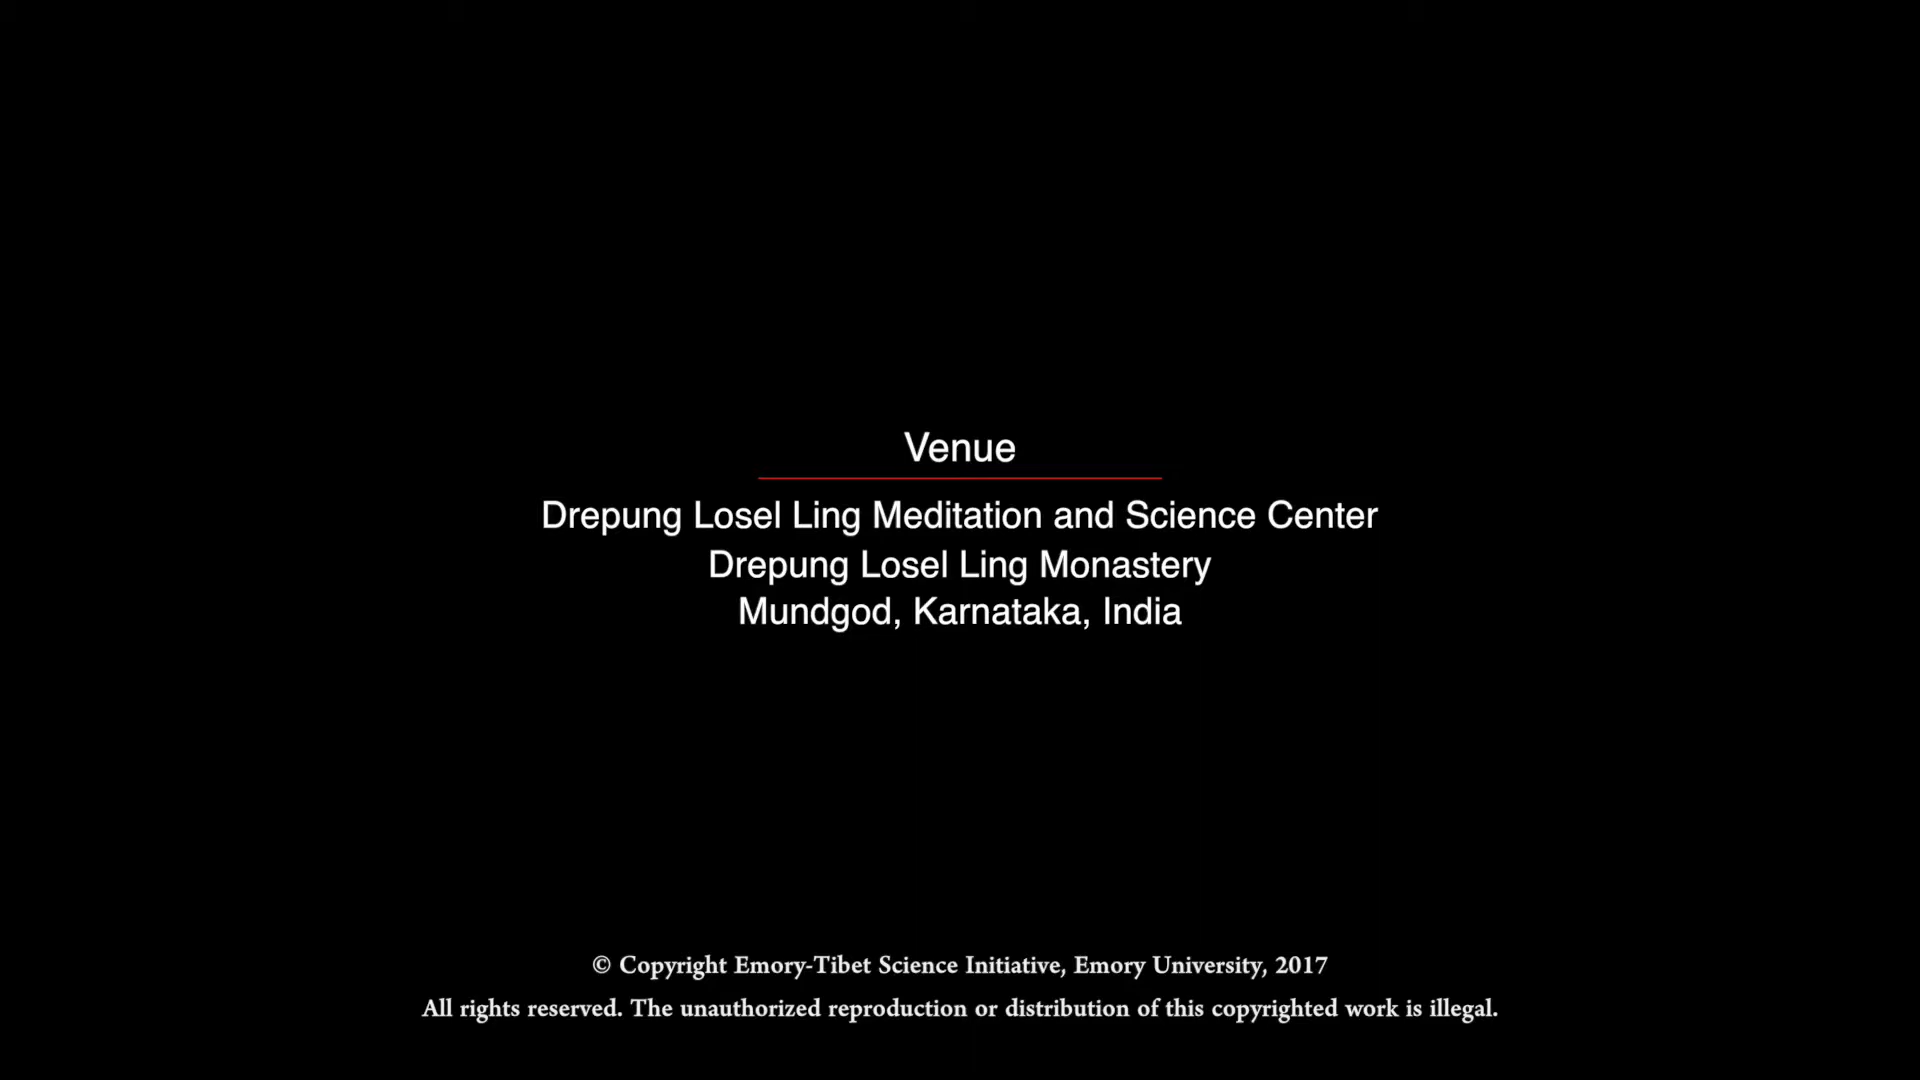 Venue
Drepung Losel Ling Meditation and Science Center
Drepung Losel Ling Monastery
Mundgod, Karnataka, India
© Copyright Emory-Tibet Science Initiative, Emory University, 2017
All rights reserved. The unauthorized reproduction or distribution of this copyrighted work is illegal.